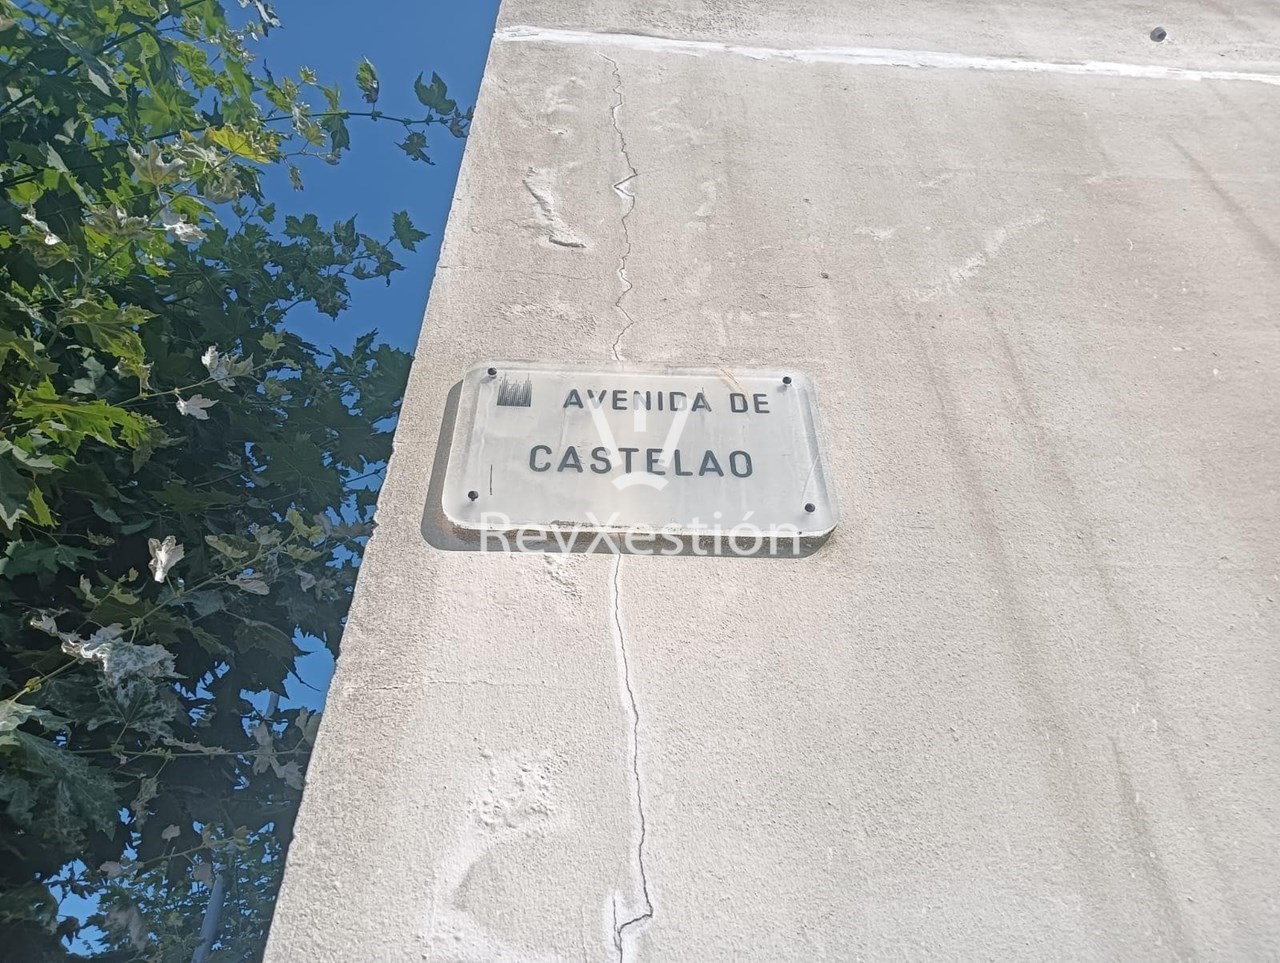 AVENIDA DE
CASTELAO
RevXestión